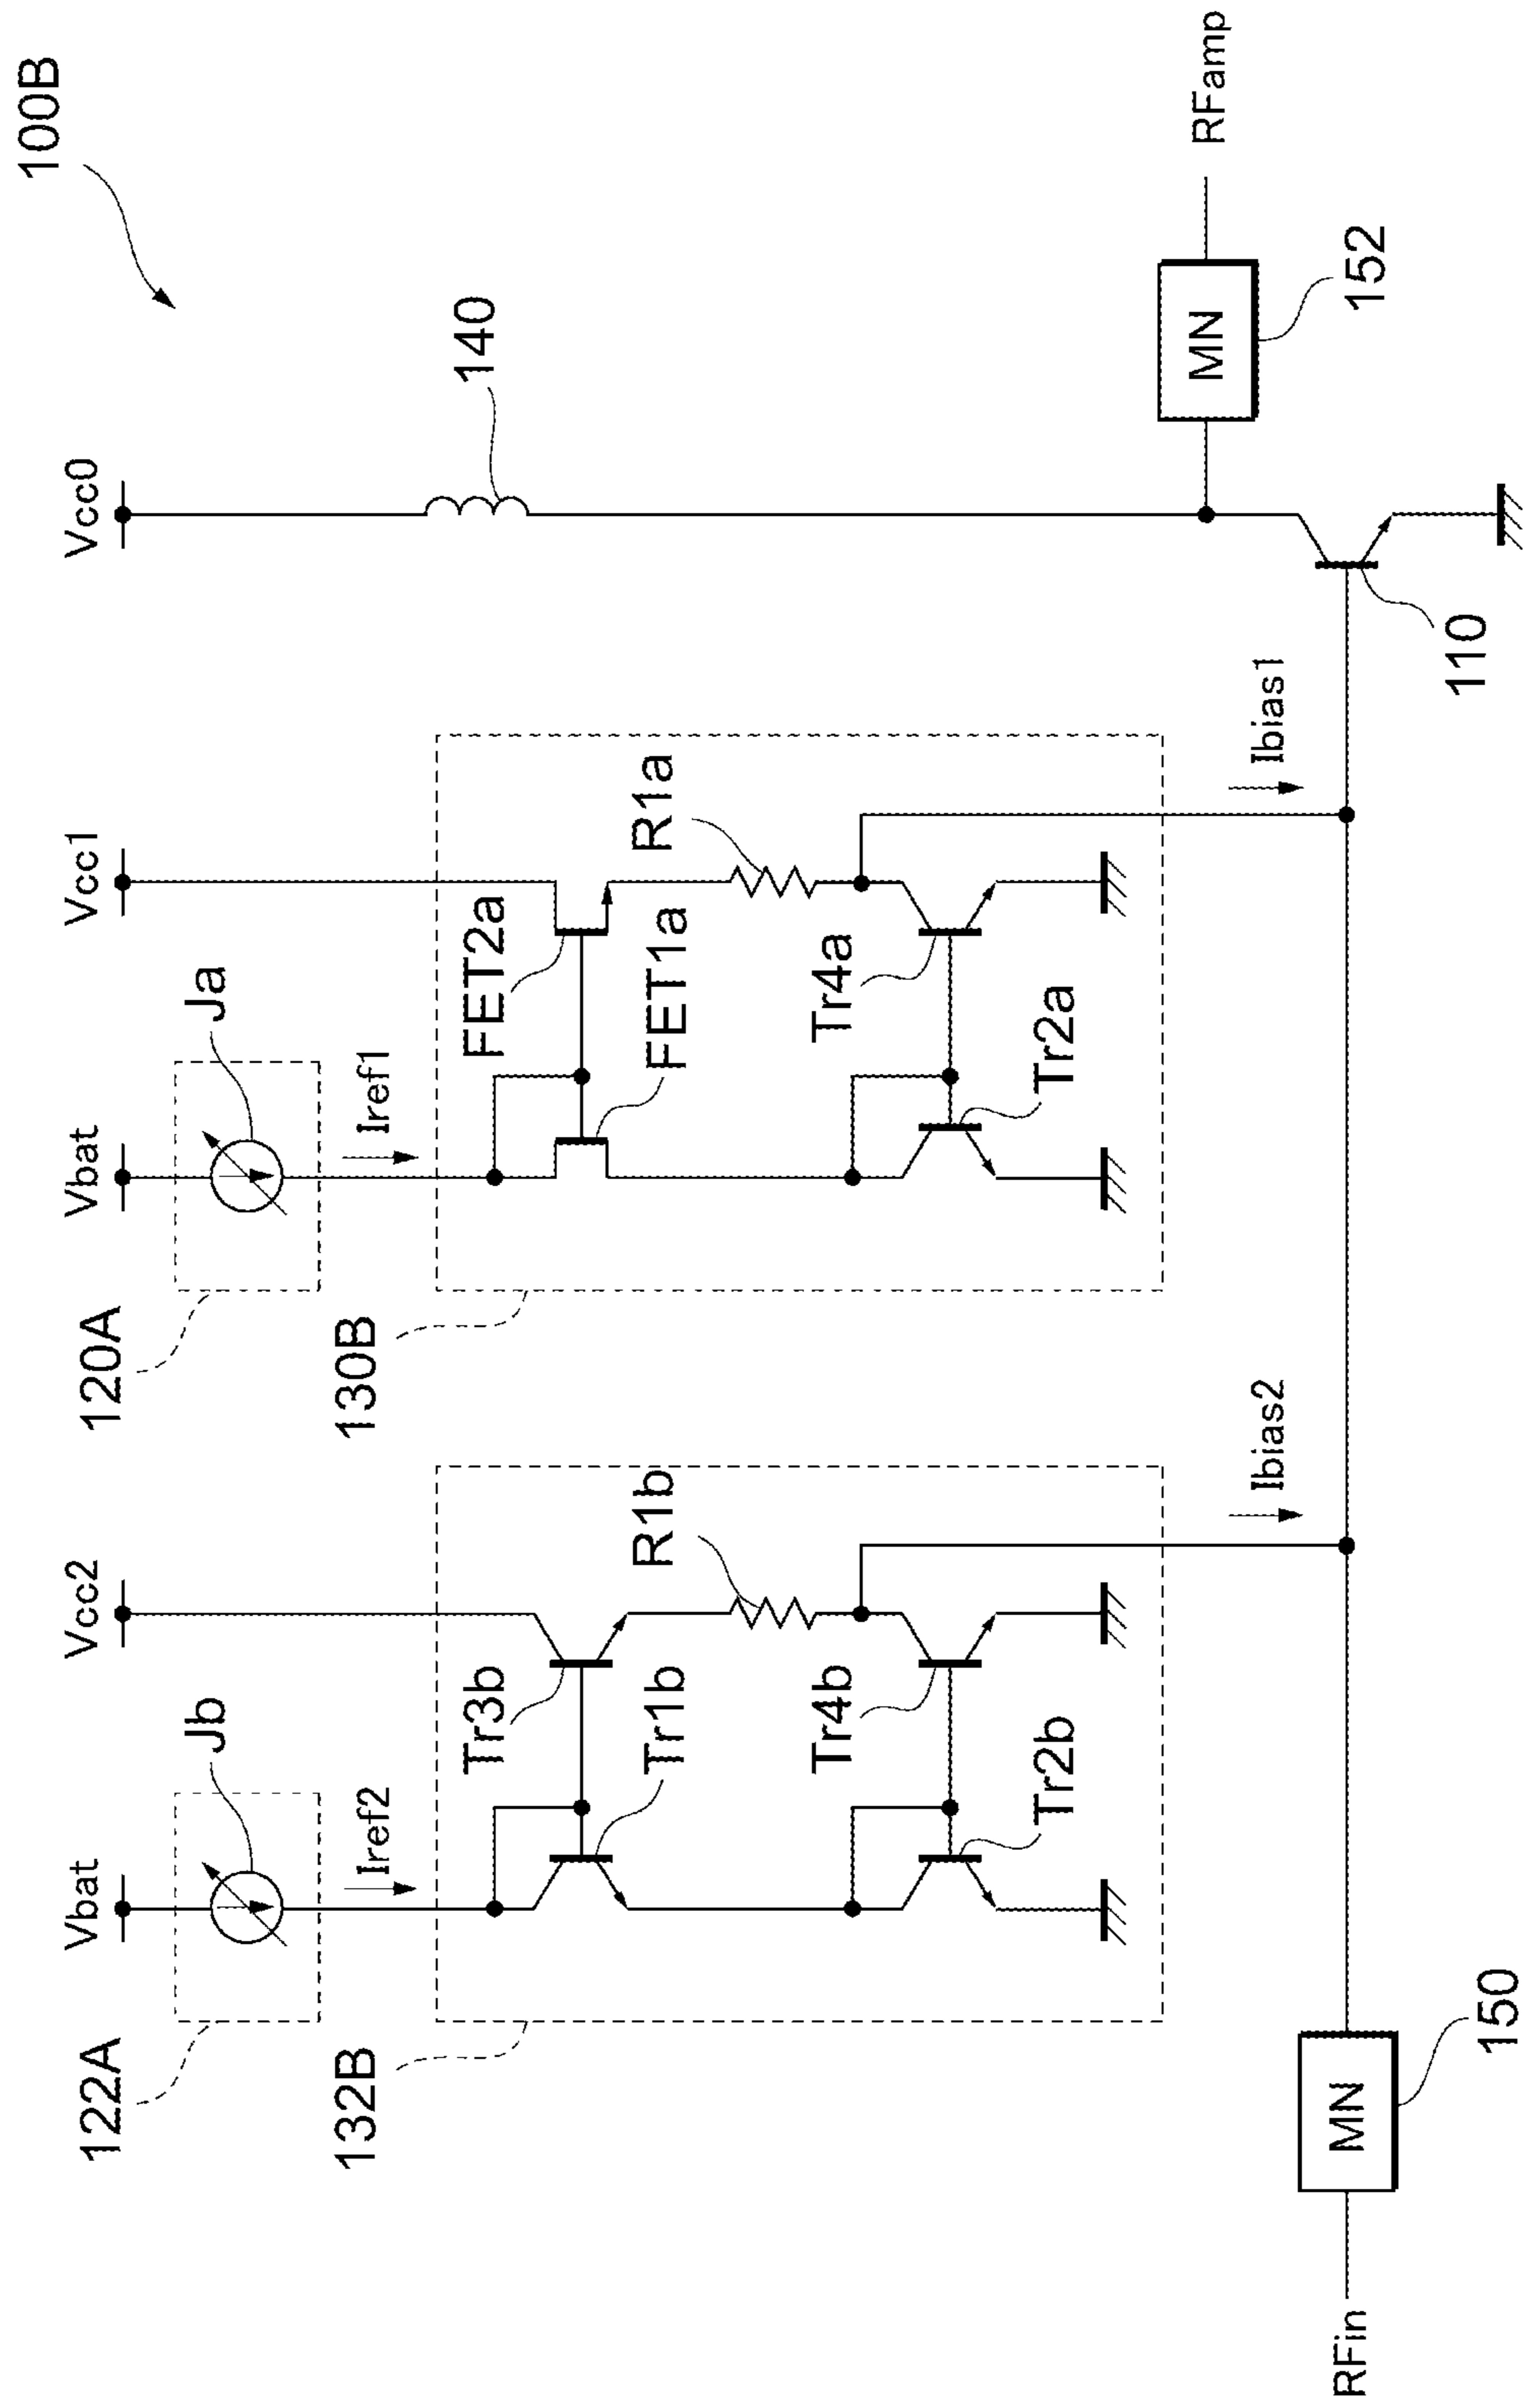 100B
Vbat
Vcc2
Vbat
Vcc1
Vcc0
122A
Jb
120A
Ja
Iref2
Iref1
140
132B
Tr3b
130B
FET2a
Tr1b
R1b
FET1a
R1a
Tr4b
Tr4a
Tr2b
Tr2a
RFamp
MN
152
Ibias2
Ibias1
RFin
MN
150
110